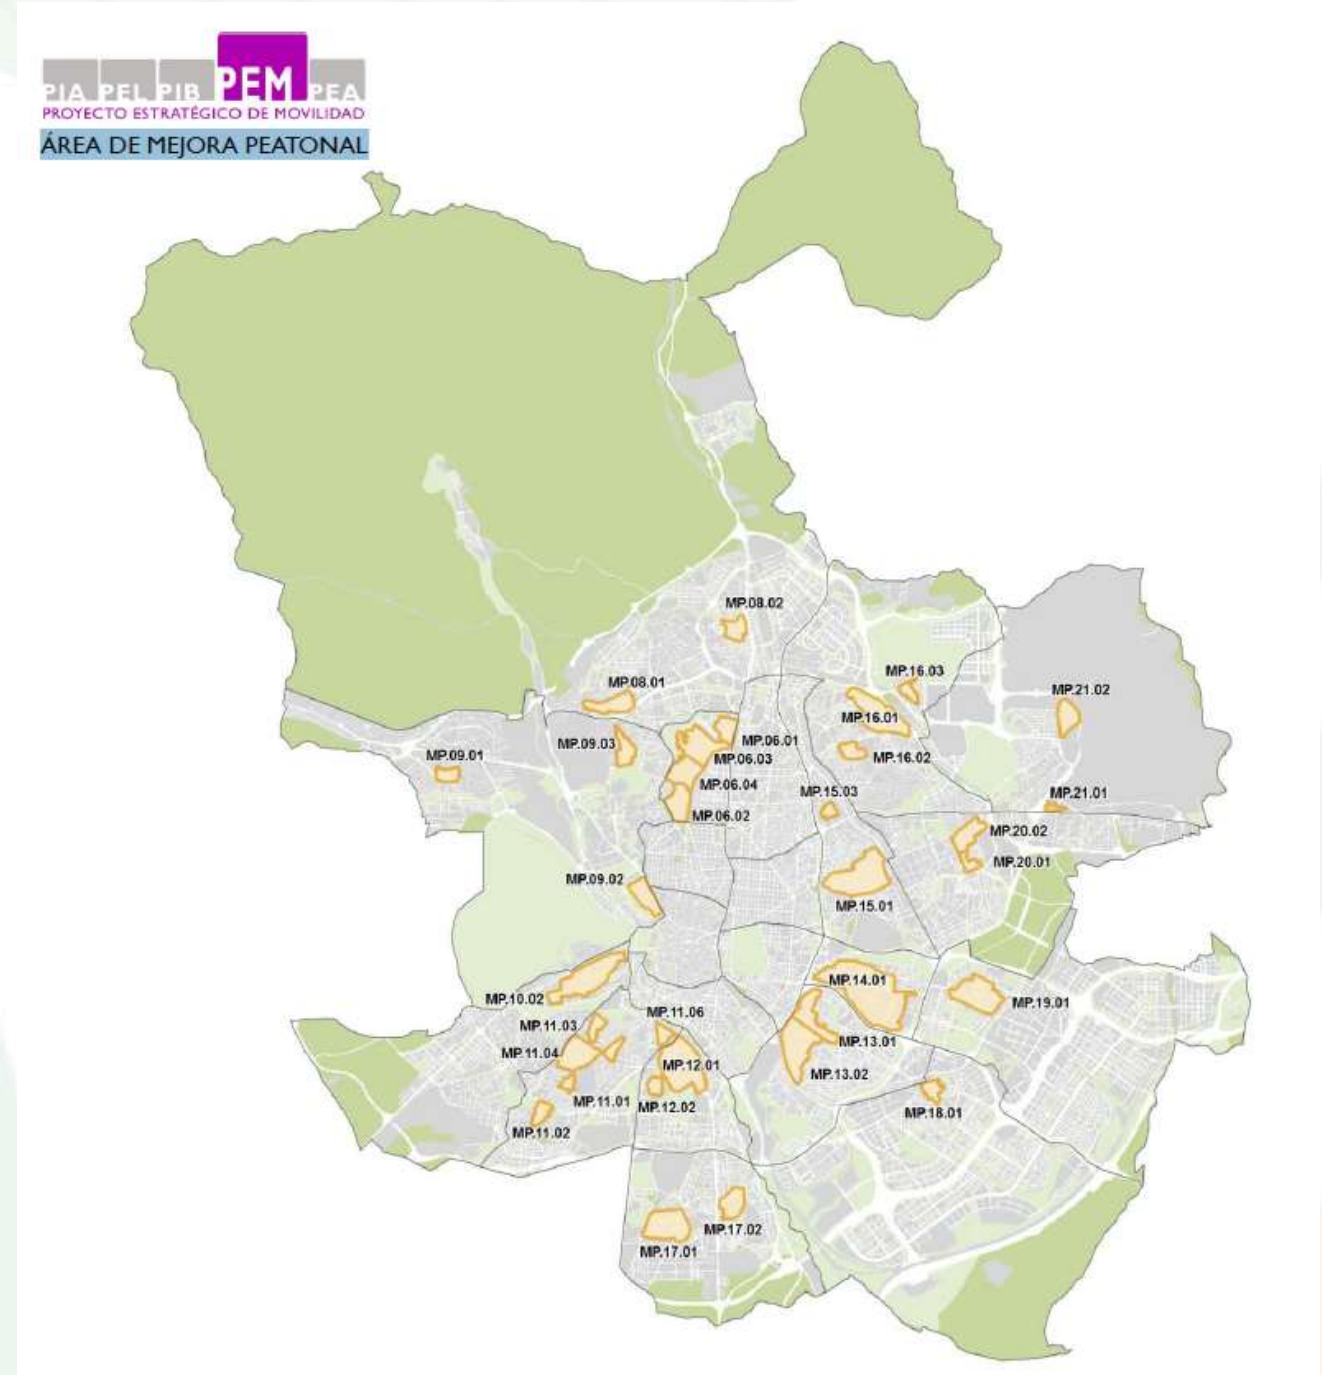 PIA PEL PIB PEM PEA
PROYECTO ESTRATÉGICO DE MOVILIDAD
ÁREA DE MEJORA PEATONAL
MP.08.02
MP.16.03
MP.08.01
MP.21.02
MP.16.01
MP.09.03
MP.06.01
MP.09.01
MP.06.03
MP.16.02
MP.06.04
MP.15.03
MP.21.01
MP.06.02
MP.20.02
MP.20.01
MP.09.02
MP.15.01
MP.14.01
MP.10.02
MP.19.01
MP.11.06
MP.11.03
MP.13.01
MP.11.04
MP.12.01
MP.13.02
MP.11.01
MP.12.02
MP.18.01
MP.11.02
MP.17.02
MP.17.01